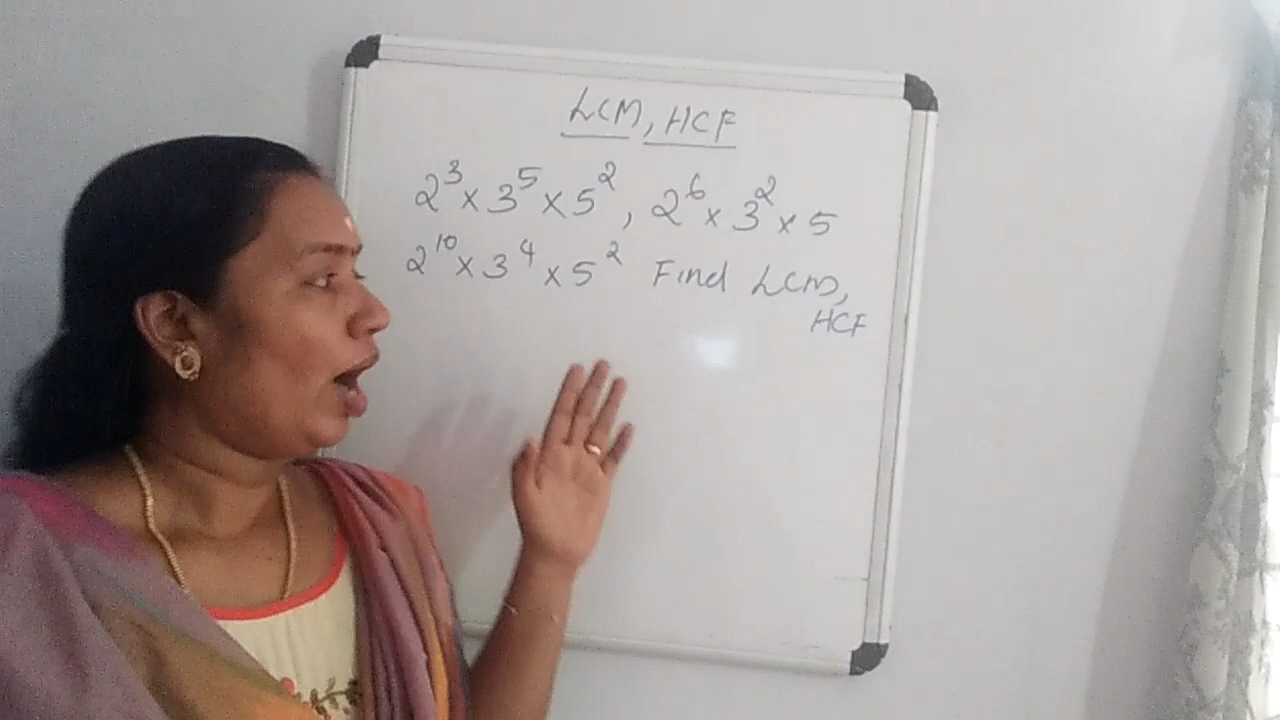 LCM, HCF
2³ × 3⁵ × 5², 2⁶ × 3² × 5
2¹⁰ × 3⁴ × 5² Find LCM,
HCF